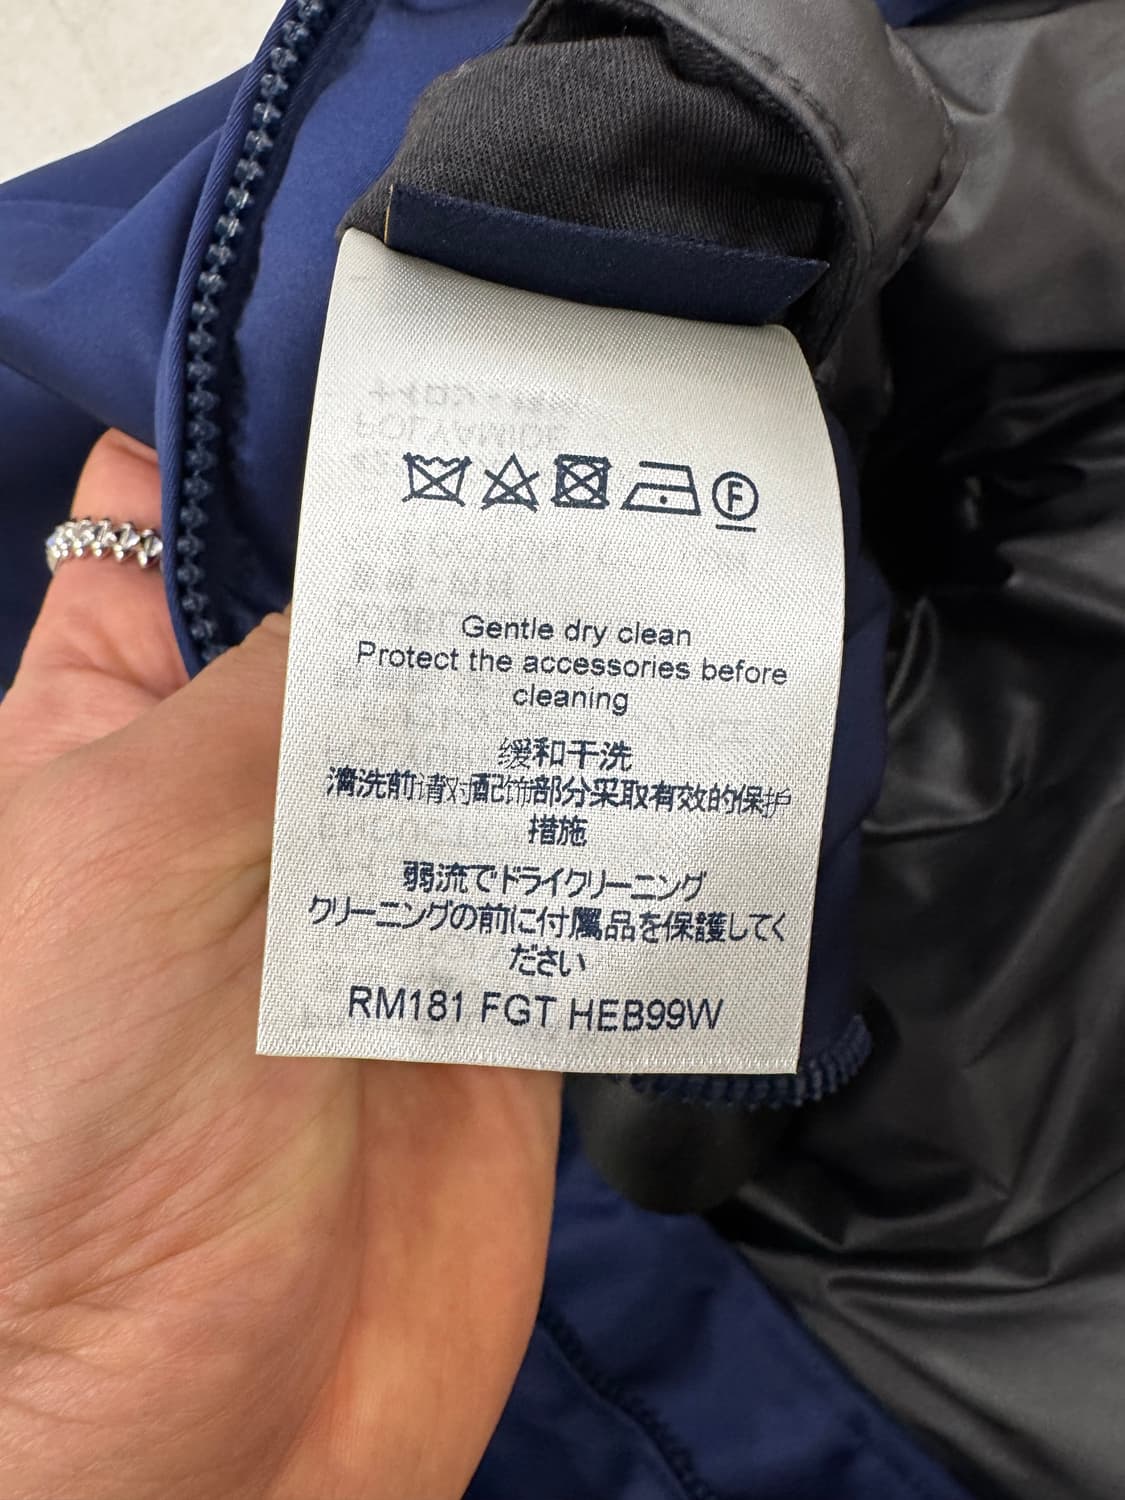 F
Gentle dry clean
Protect the accessories before
cleaning
缓和干洗
清洗前请对配饰部分采取有效的保护
措施
弱流でドライクリーニング
クリーニングの前に付属品を保護してく
ださい
RM181 FGT HEB99W